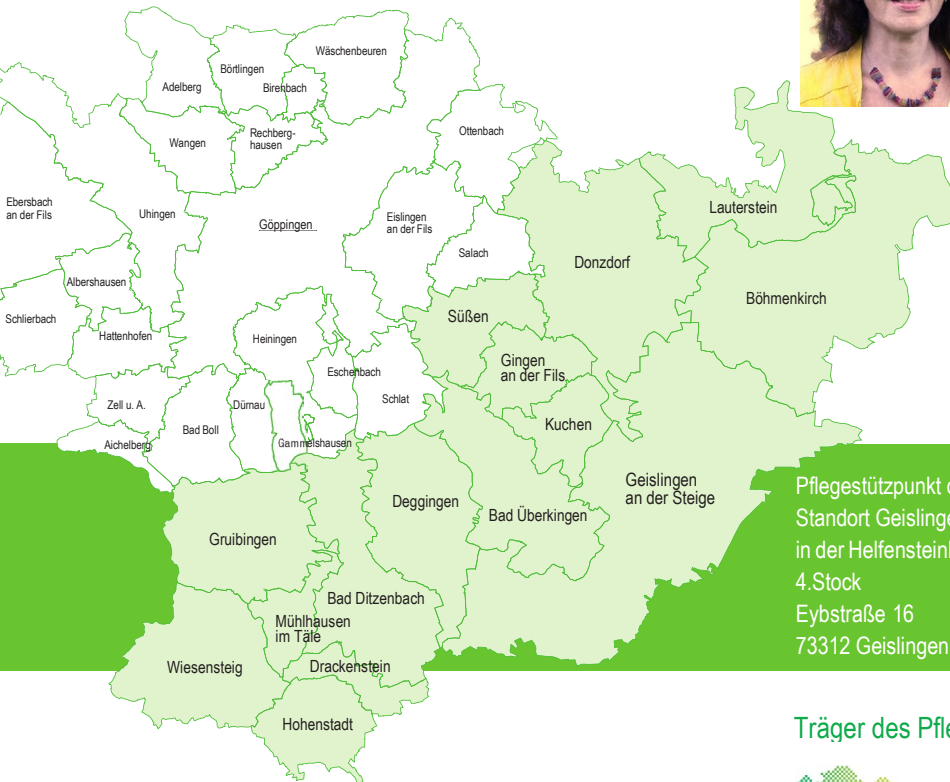 Wäschenbeuren
Börtlingen
Adelberg
Birenbach
Ottenbach
Rechberg-
hausen
Wangen
Ebersbach
an der Fils
Uhingen
Göppingen
Eislingen
an der Fils
Lauterstein
Salach
Donzdorf
Albershausen
Böhmenkirch
Schlierbach
Süßen
Hattenhofen
Heiningen
Gingen
an der Fils
Eschenbach
Schlat
Zell u. A.
Dürnau
Kuchen
Bad Boll
Aichelberg
Gammelshausen
Geislingen
an der Steige
Deggingen
Bad Überkingen
Gruibingen
Bad Ditzenbach
Mühlhausen
im Täle
Wiesensteig
Drackenstein
Hohenstadt
Pflegestützpunkt
Standort
in der
4.Stock
Eybstraße 16
73312 Geislingen
Träger des